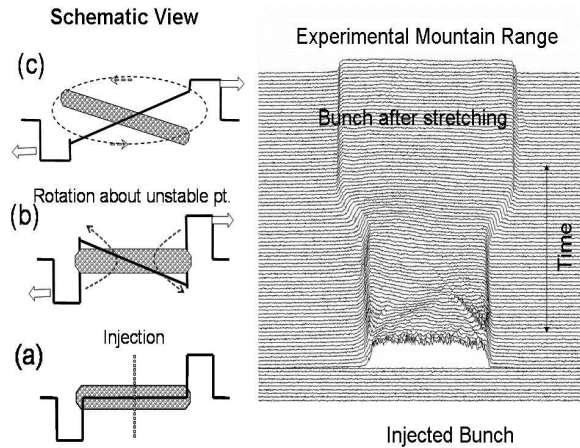 Schematic View
(c)
Rotation about unstable pt.
(b)
Injection
(a)
Experimental Mountain Range
Bunch after stretching
Time
Injected Bunch